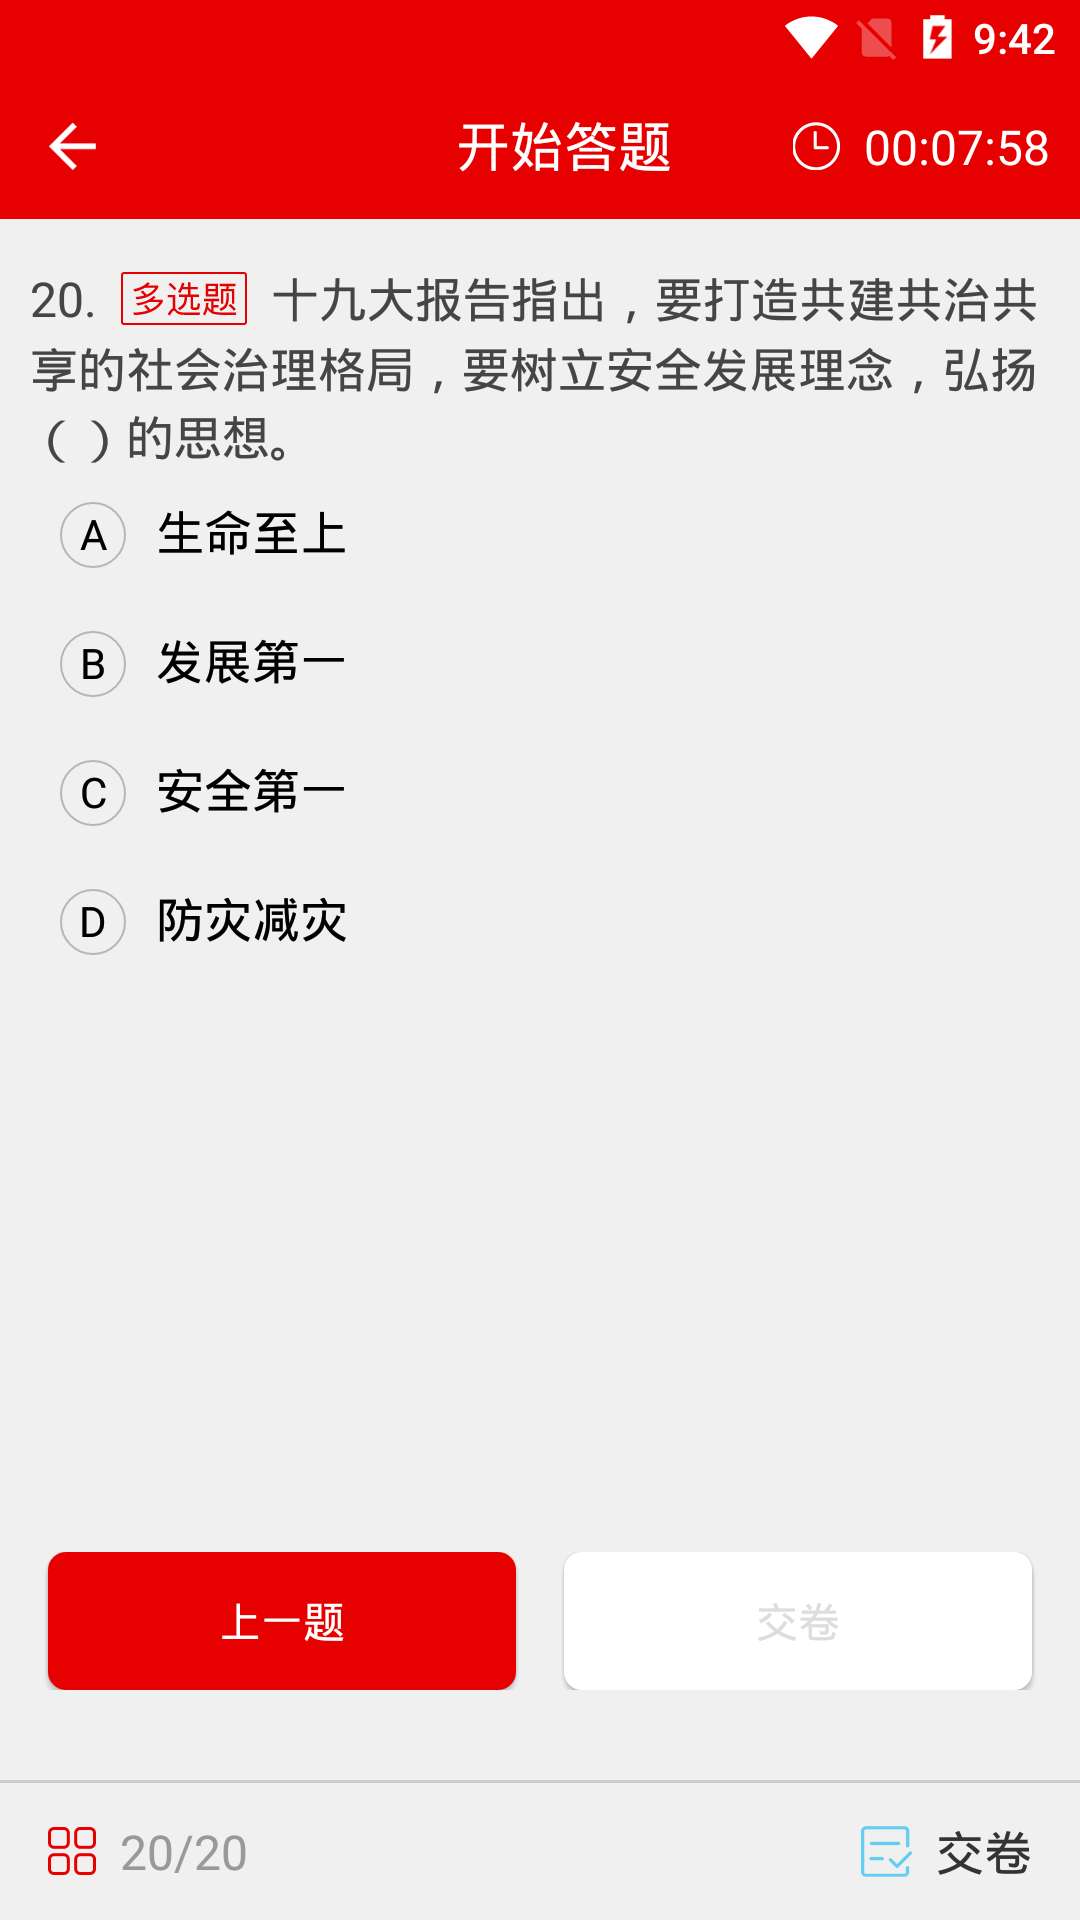 9:42
开始答题
00:07:58
20. 多选题 十九大报告指出，要打造共建共治共
享的社会治理格局，要树立安全发展理念，弘扬
（ ）的思想。
A 生命至上
B 发展第一
C 安全第一
D 防灾减灾
上一题 交卷
20/20 交卷